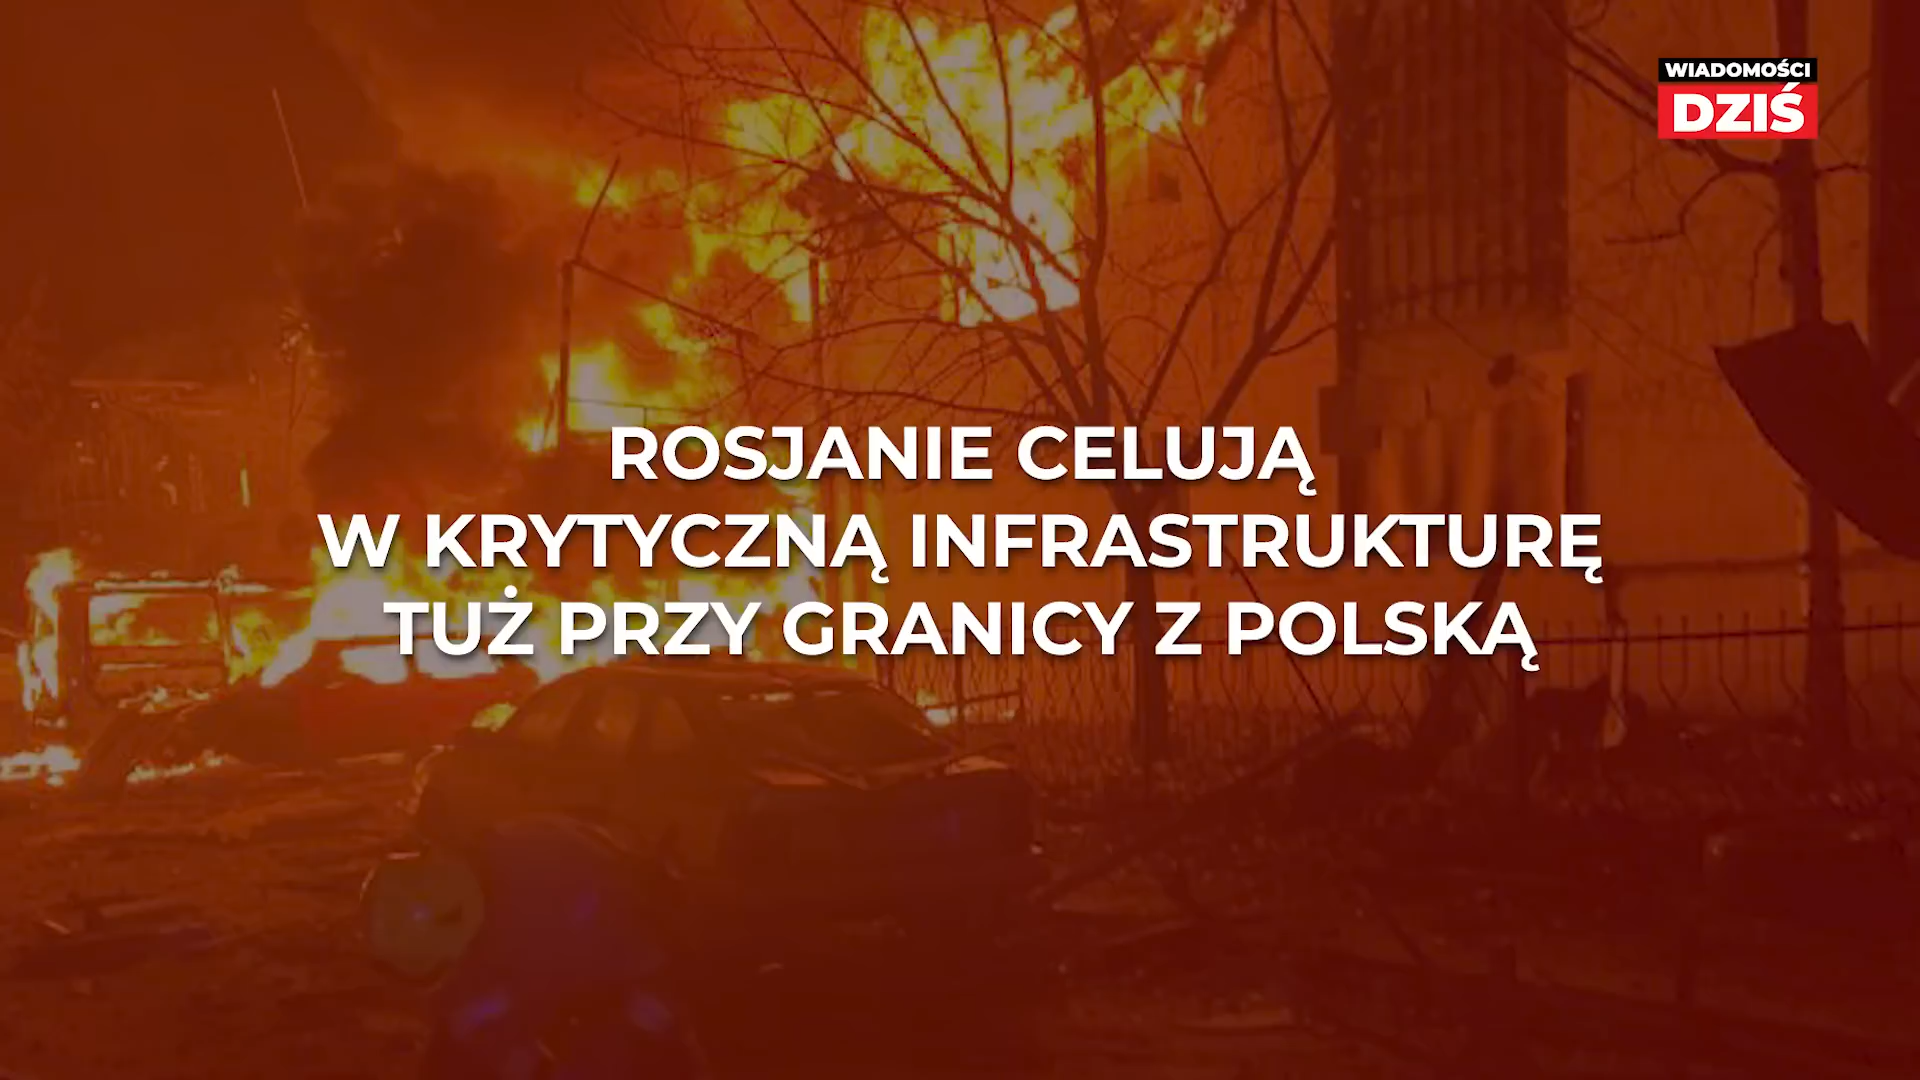 WIADOMOŚCI
DZIŚ
ROSJANIE CELUJĄ
W KRYTYCZNĄ INFRASTRUKTURĘ
TUŻ PRZY GRANICY Z POLSKĄ